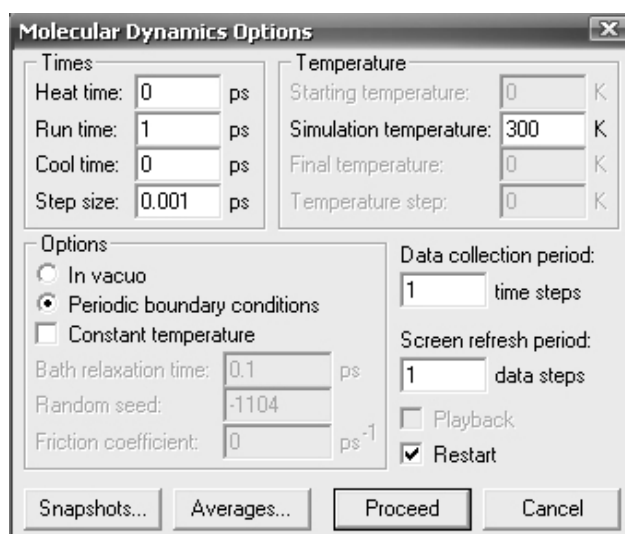 Molecular Dynamics Options
Times
Heat time: 0 ps
Run time: 1 ps
Cool time: 0 ps
Step size: 0.001 ps
Temperature
Starting temperature: 0 K
Simulation temperature: 300 K
Final temperature: 0 K
Temperature step: 0 K
Options
In vacuo
Periodic boundary conditions
Constant temperature
Bath relaxation time: 0.1 ps
Random seed: -1104
Friction coefficient: 0 ps-1
Data collection period:
1 time steps
Screen refresh period:
1 data steps
Playback
Restart
Snapshots... Averages... Proceed Cancel